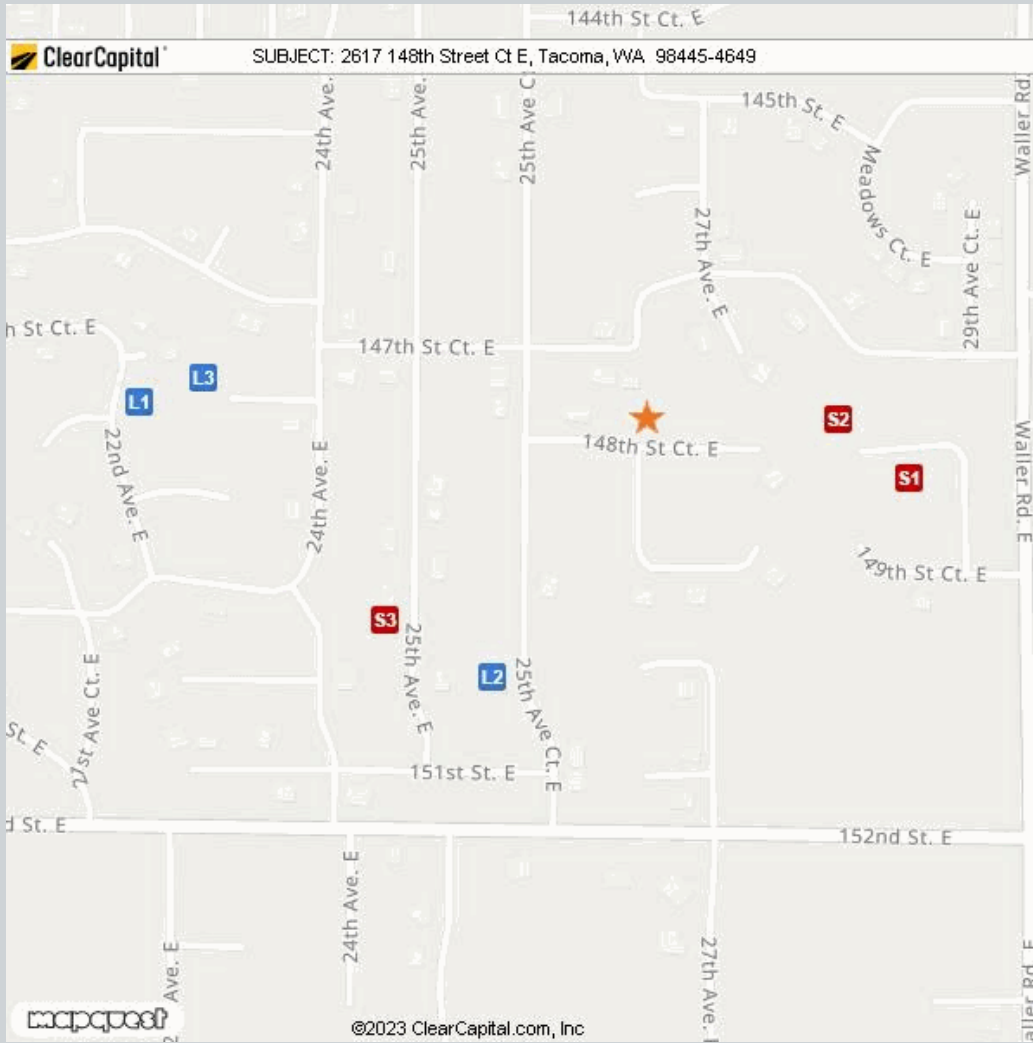 144th St Ct. E
ClearCapital
SUBJECT: 2617 148th Street Ct E, Tacoma, WA 98445-4649
24th Ave.
25th Ave.
25th Ave C
145th St. E
Waller Rd
Meadows Ct. E
27th Ave. E
29th Ave Ct. E
h St Ct. E
147th St Ct. E
L3
L1
S2
148th St Ct. E
S1
22nd Ave. E
24th Ave. E
Waller Rd. E
149th St Ct. E
S3
25th Ave. E
L2
25th Ave Ct. E
21st Ave Ct. E
St. E
151st St. E
d St. E
152nd St. E
24th Ave. E
Ave. E
27th Ave.
aller Rd. E
mapquest
©2023 ClearCapital.com, Inc